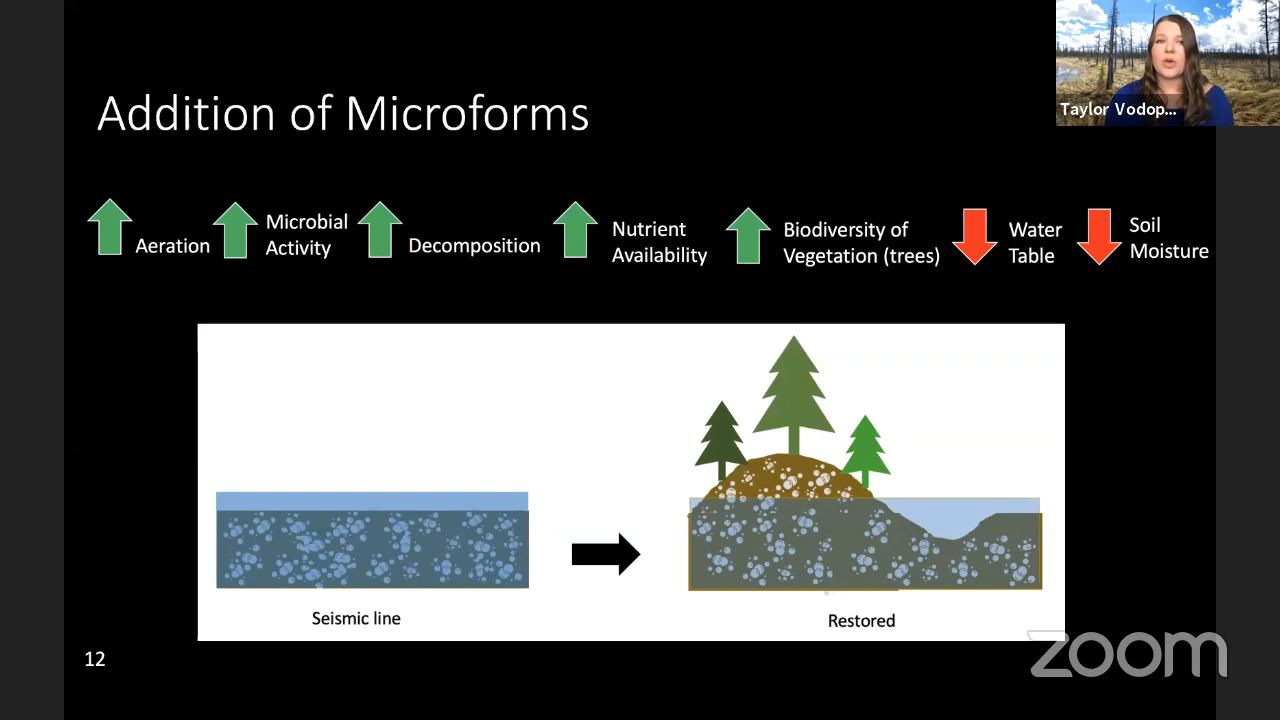 Taylor Vodop...
Addition of Microforms
Aeration
Microbial
Activity
Decomposition
Nutrient
Availability
Biodiversity of
Vegetation (trees)
Water
Table
Soil
Moisture
Seismic line
Restored
12
zoom